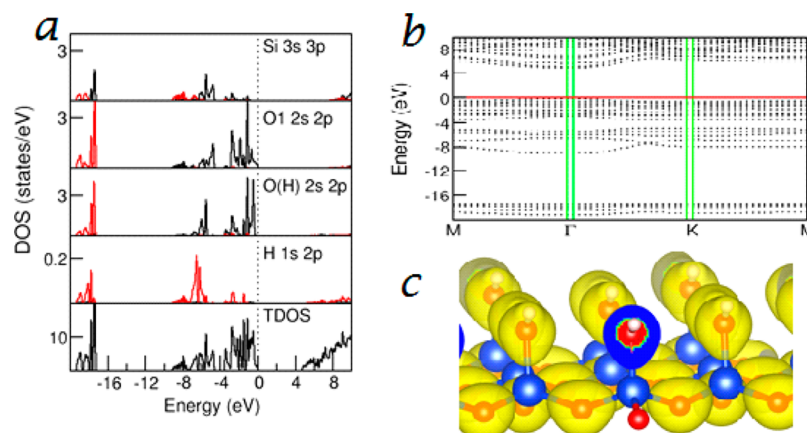 a
3
Si 3s 3p
3
O1 2s 2p
3
O(H) 2s 2p
0.2
H 1s 2p
10
TDOS
DOS (states/eV)
-16 -12 -8 -4 0 4 8
Energy (eV)
b
8
4
0
-4
-8
-16
Energy (eV)
M Γ K M
c